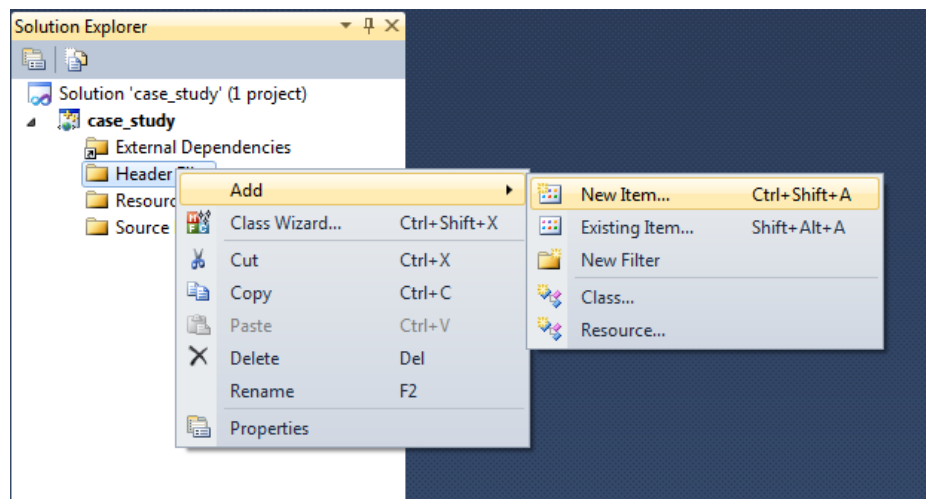 Solution Explorer
Solution 'case_study' (1 project)
case_study
External Dependencies
Header
Resour
Source
Add
Class Wizard... Ctrl+Shift+X
Cut Ctrl+X
Copy Ctrl+C
Paste Ctrl+V
Delete Del
Rename F2
Properties
New Item... Ctrl+Shift+A
Existing Item... Shift+Alt+A
New Filter
Class...
Resource...